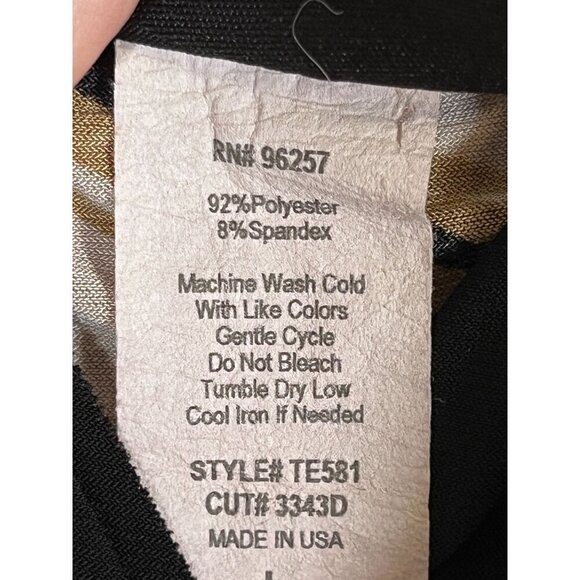 RN# 96257
92%Polyester
8%Spandex
Machine Wash Cold
With Like Colors
Gentle Cycle
Do Not Bleach
Tumble Dry Low
Cool Iron If Needed
STYLE# TE581
CUT# 3343D
MADE IN USA